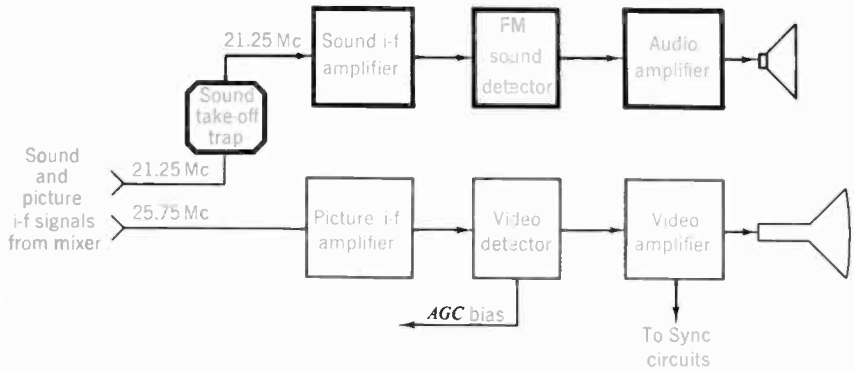 21.25 Mc
Sound i-f
amplifier
FM
sound
detector
Audio
amplifier
Sound
take-off
trap
Sound
and
picture
i-f signals
from mixer
21.25 Mc
25.75 Mc
Picture i-f
amplifier
Video
detector
Video
amplifier
AGC bias
To Sync
circuits